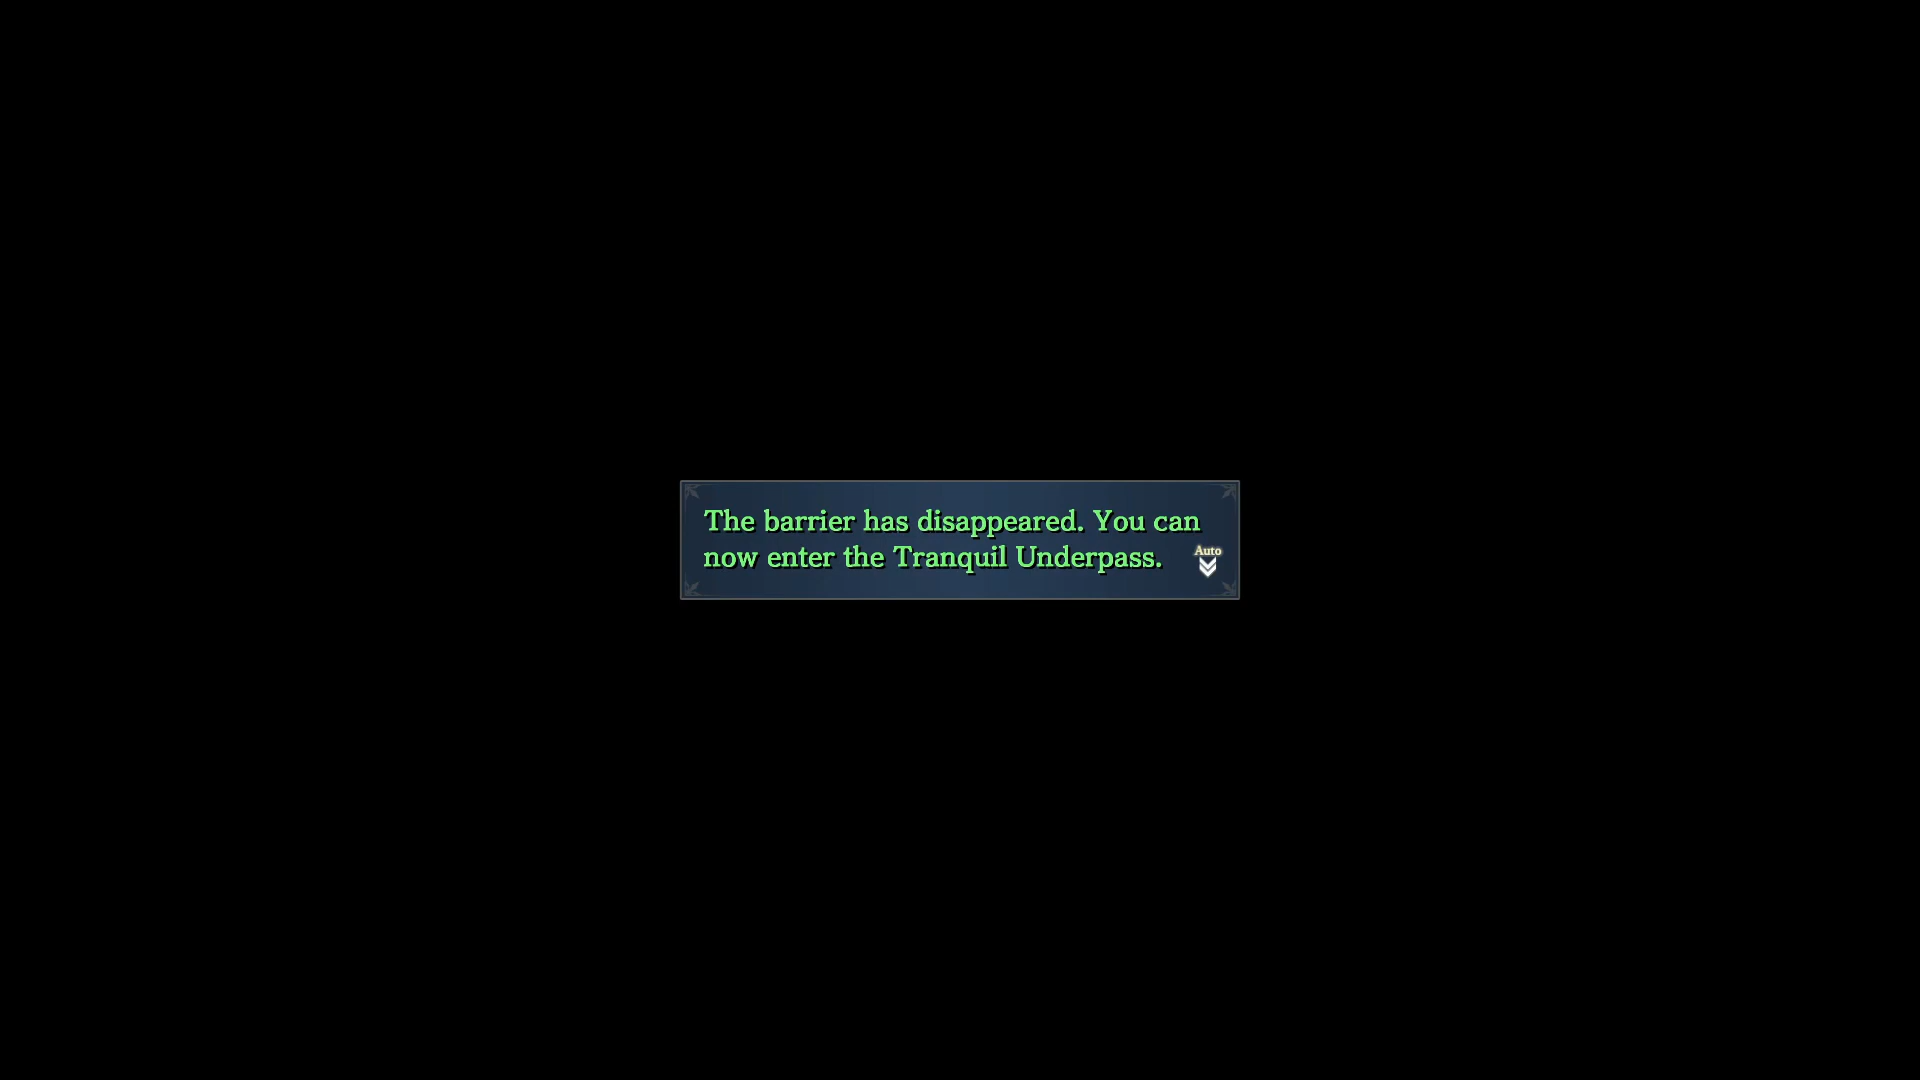 The barrier has disappeared. You can
now enter the Tranquil Underpass.
Auto